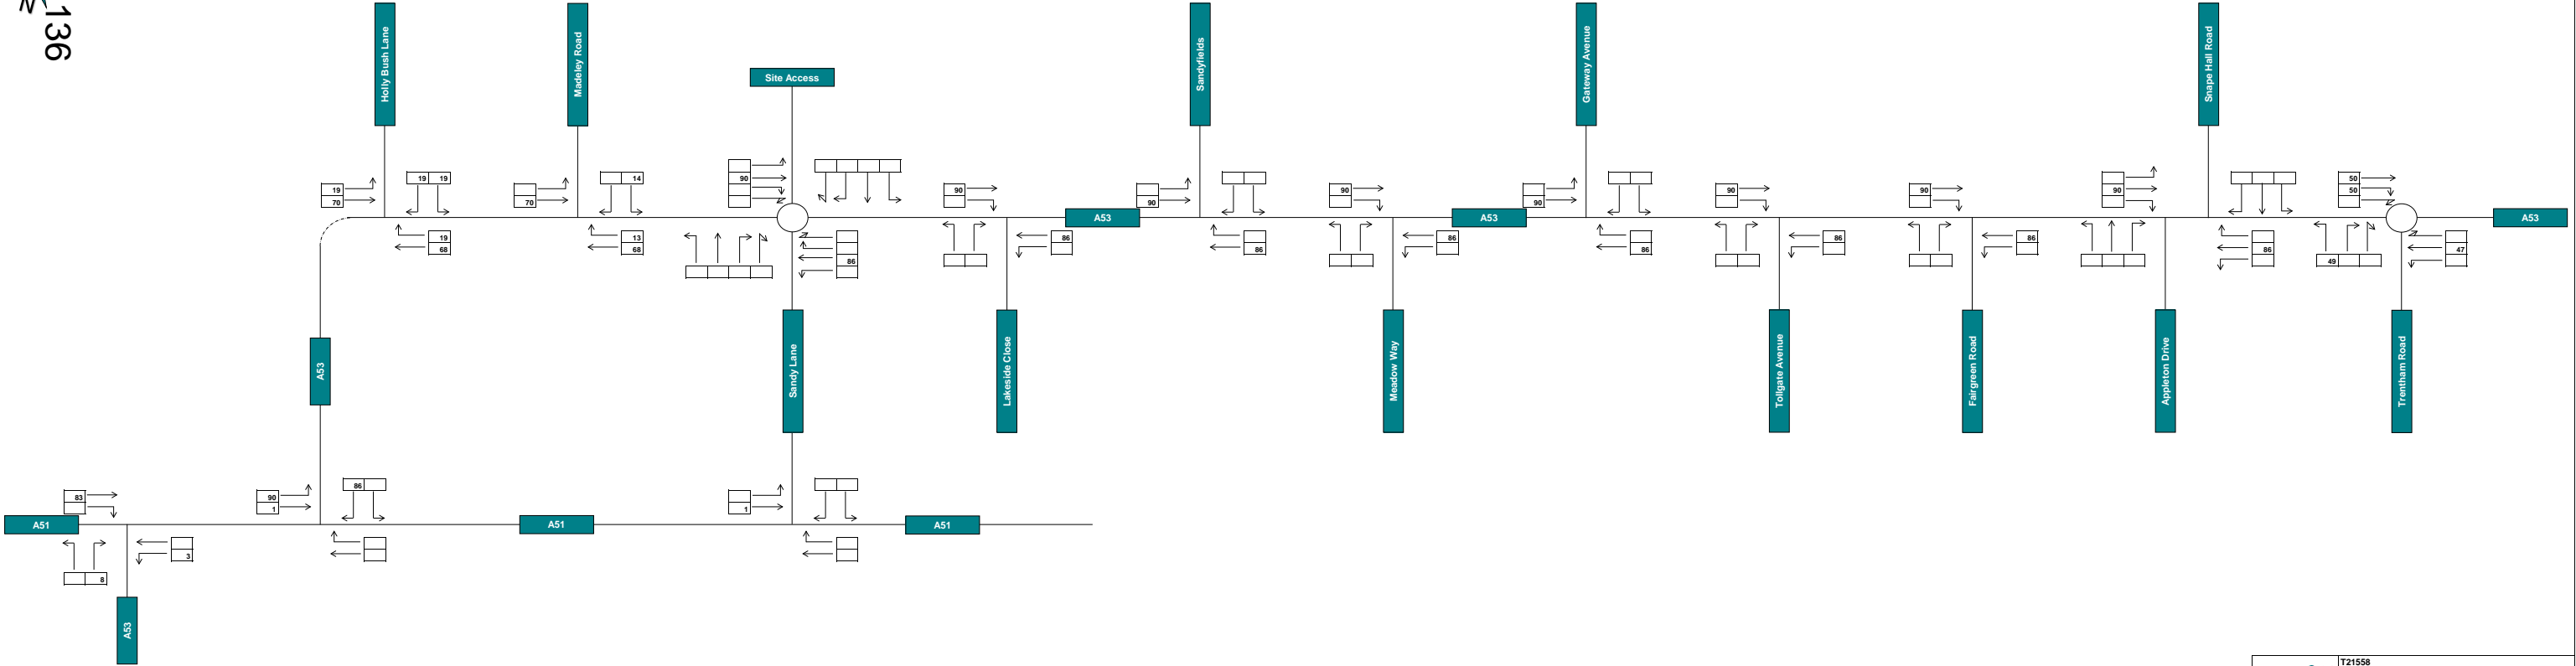 136
N
Holly Bush Lane
Madeley Road
Site Access
Sandyfields
Gateway Avenue
Snape Hall Road
19
70
19 19
19
68
70
14
13
68
90
86
90
86
A53
90
86
90
86
A53
90
86
90
86
90
86
90
86
50
50
49
47
A53
A53
Sandy Lane
Lakeside Close
Meadow Way
Tollgate Avenue
Fairgreen Road
Appleton Drive
Trentham Road
83
A51
8
3
A53
90
1
86
A51
1
A51
T21558